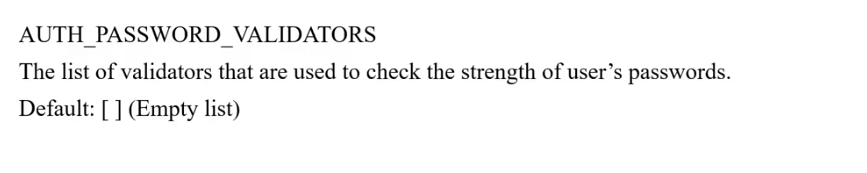 AUTH_PASSWORD_VALIDATORS
The list of validators that are used to check the strength of user’s passwords.
Default: [ ] (Empty list)